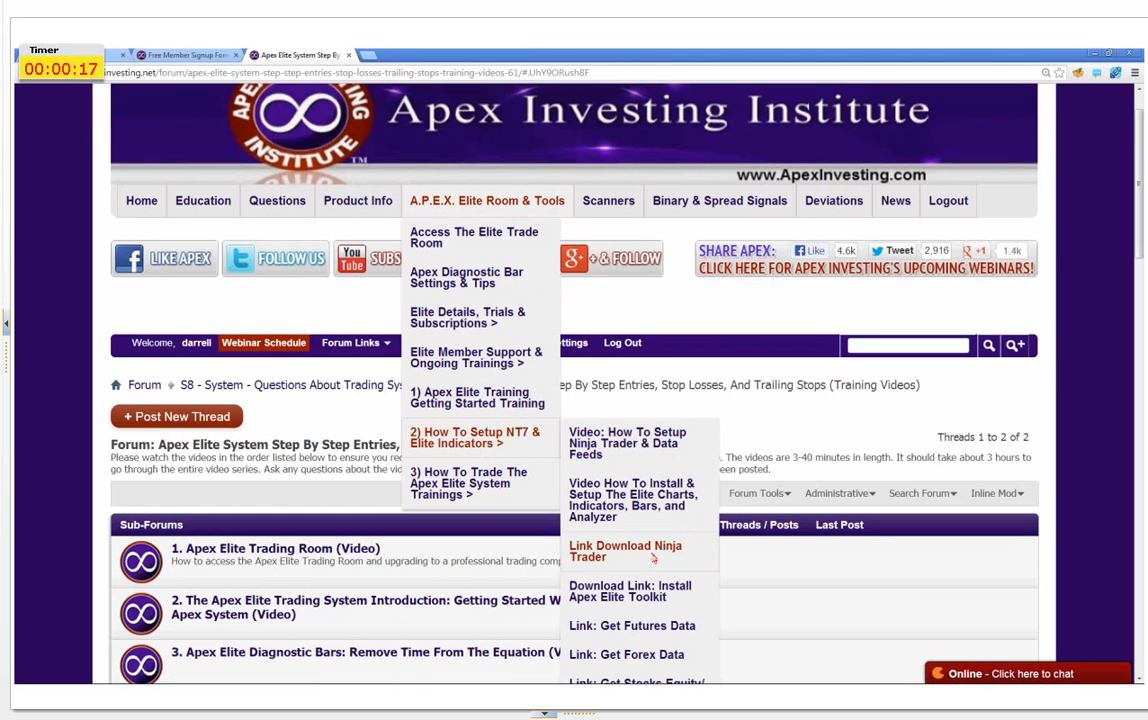 Timer
00:00:17
Free Member Signup For
Apex Elite System Step By
investing.net/forum/apex-elite-system-step-step-entries-stop-losses-trailing-stops-training-videos-61/#.UhY9ORush8F
APEX INVESTING
INSTITUTE™
Apex Investing Institute
www.ApexInvesting.com
Home Education Questions Product Info A.P.E.X. Elite Room & Tools Scanners Binary & Spread Signals Deviations News Logout
Access The Elite Trade
Room
Apex Diagnostic Bar
Settings & Tips
Elite Details, Trials &
Subscriptions >
Elite Member Support &
Ongoing Trainings >
1) Apex Elite Training
Getting Started Training
2) How To Setup NT7 &
Elite Indicators >
3) How To Trade The
Apex Elite System
Trainings >
Video: How To Setup
Ninja Trader & Data
Feeds
Video How To Install &
Setup The Elite Charts,
Indicators, Bars, and
Analyzer
Link Download Ninja
Trader
Download Link: Install
Apex Elite Toolkit
Link: Get Futures Data
Link: Get Forex Data
Link: Get Stocks Equity/
f LIKE APEX t FOLLOW US You Tube SUBS g+ + & FOLLOW
SHARE APEX: Like 4.6k Tweet 2,916 +1 1.4k
CLICK HERE FOR APEX INVESTING'S UPCOMING WEBINARS!
Welcome, darrell Webinar Schedule Forum Links ttings Log Out
Forum S8 - System - Questions About Trading Sy ep By Step Entries, Stop Losses, And Trailing Stops (Training Videos)
+ Post New Thread
Forum: Apex Elite System Step By Step Entries,
Threads 1 to 2 of 2
Please watch the videos in the order listed below to ensure you The videos are 3-40 minutes in length. It should take about 3 hours to
go through the entire video series. Ask any questions about the vid een posted.
Forum Tools Administrative Search Forum Inline Mod
Sub-Forums Threads / Posts Last Post
1. Apex Elite Trading Room (Video)
How to access the Apex Elite Trading Room and upgrading to a professional trading comp
2. The Apex Elite Trading System Introduction: Getting Started W
Apex System (Video)
3. Apex Elite Diagnostic Bars: Remove Time From The Equation (V
Online - Click here to chat